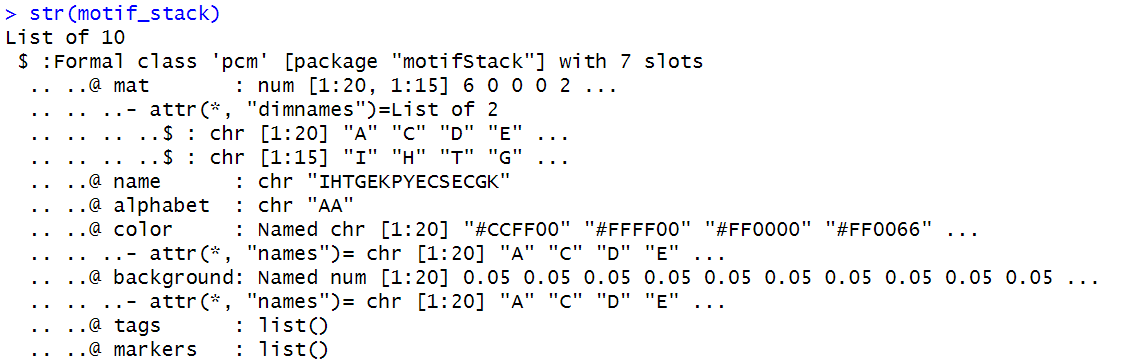 > str(motif_stack)
List of 10
 $ :Formal class 'pcm' [package "motifStack"] with 7 slots
  .. ..@ mat       : num [1:20, 1:15] 6 0 0 0 2 ...
  .. .. ..- attr(*, "dimnames")=List of 2
  .. .. .. ..$ : chr [1:20] "A" "C" "D" "E" ...
  .. .. .. ..$ : chr [1:15] "I" "H" "T" "G" ...
  .. ..@ name      : chr "IHTGEKPYECSECGK"
  .. ..@ alphabet  : chr "AA"
  .. ..@ color     : Named chr [1:20] "#CCFF00" "#FFFF00" "#FF0000" "#FF0066" ...
  .. .. ..- attr(*, "names")= chr [1:20] "A" "C" "D" "E" ...
  .. ..@ background: Named num [1:20] 0.05 0.05 0.05 0.05 0.05 0.05 0.05 0.05 0.05 0.05 ...
  .. .. ..- attr(*, "names")= chr [1:20] "A" "C" "D" "E" ...
  .. ..@ tags      : list()
  .. ..@ markers   : list()